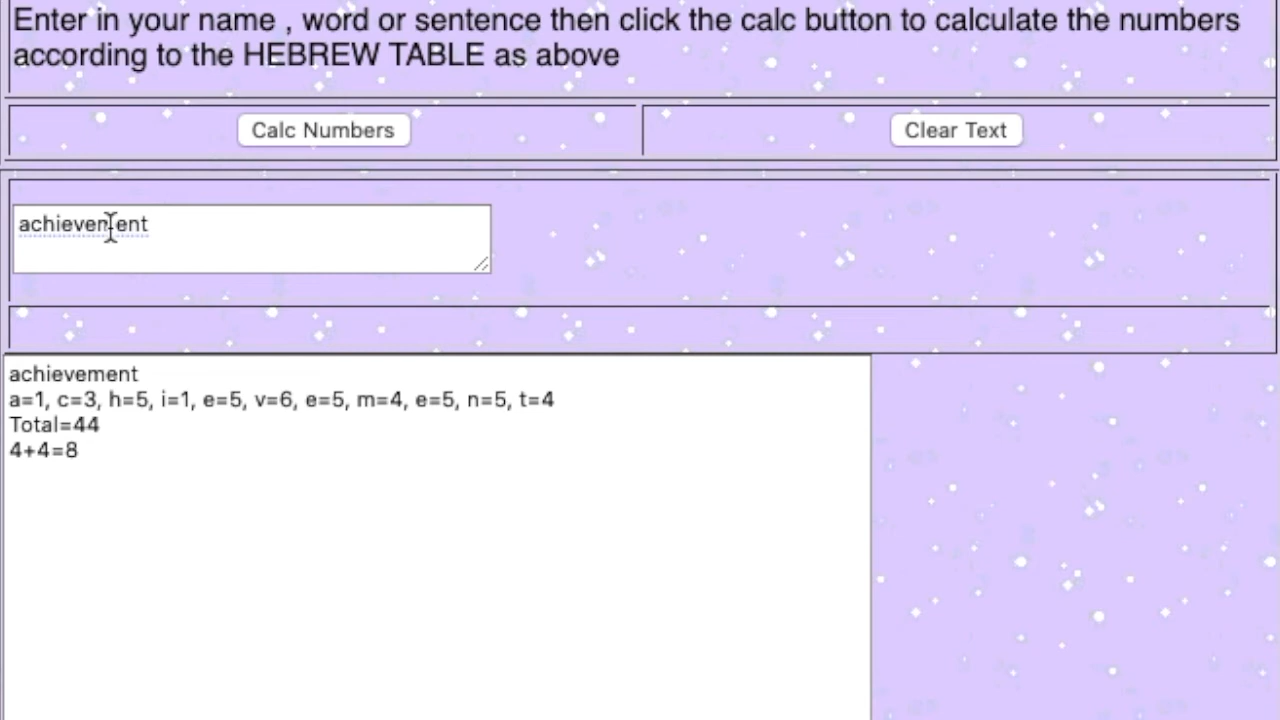 Enter in your name , word or sentence then click the calc button to calculate the numbers
according to the HEBREW TABLE as above
Calc Numbers
Clear Text
achievement
achievement
a=1, c=3, h=5, i=1, e=5, v=6, e=5, m=4, e=5, n=5, t=4
Total=44
4+4=8